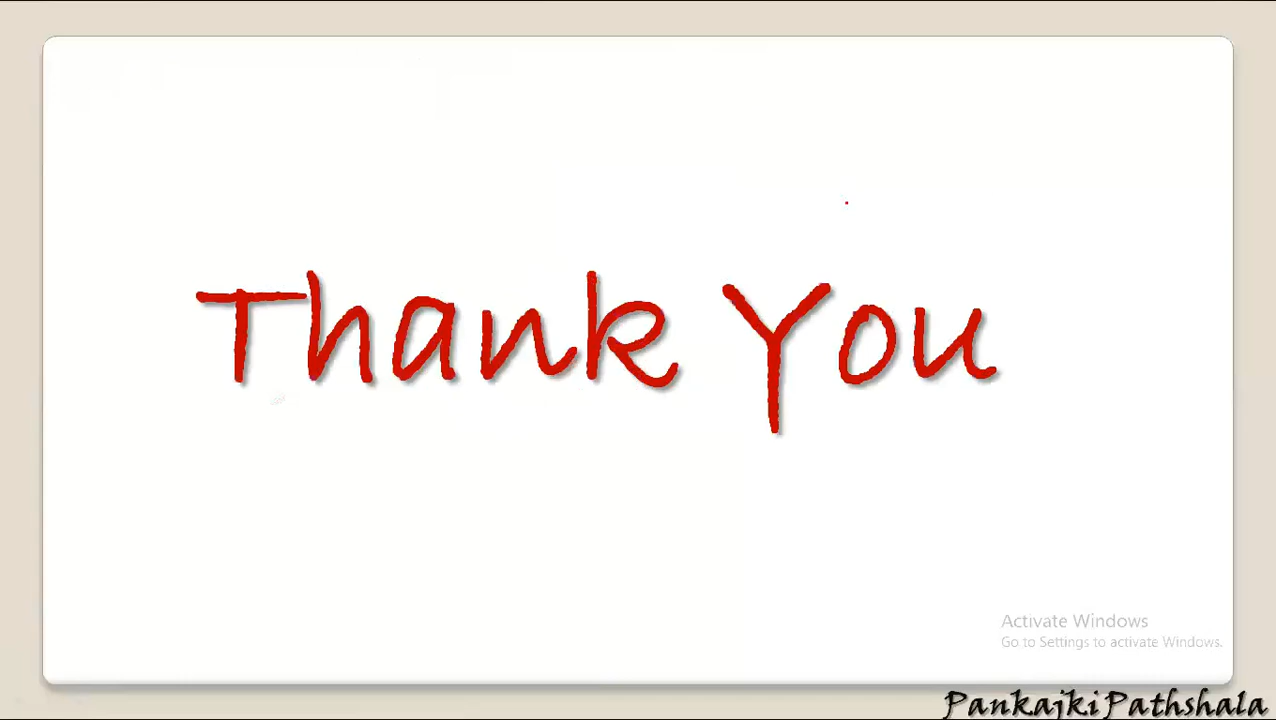 Thank You
Activate Windows
Go to Settings to activate Windows.
PankajkiPathshala